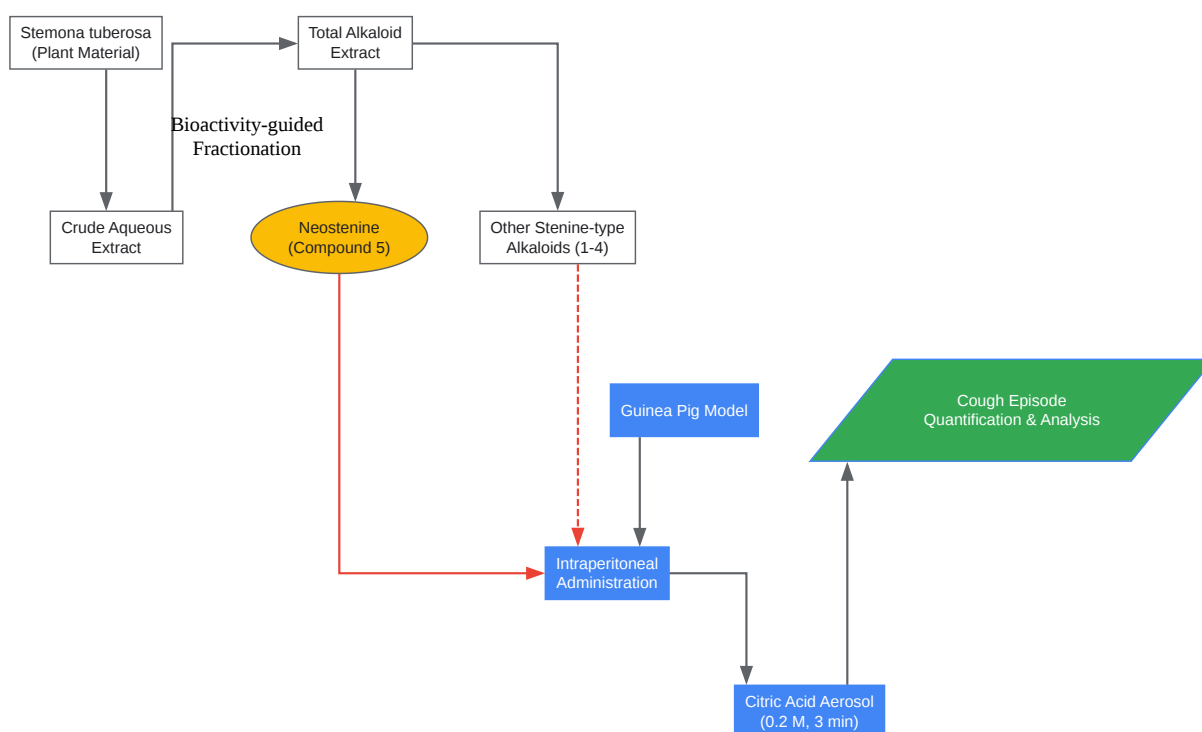 Stemona tuberosa
(Plant Material)
Total Alkaloid
Extract
Bioactivity-guided
Fractionation
Crude Aqueous
Extract
Neostenine
(Compound 5)
Other Stenine-type
Alkaloids (1-4)
Guinea Pig Model
Cough Episode
Quantification & Analysis
Intraperitoneal
Administration
Citric Acid Aerosol
(0.2 M, 3 min)